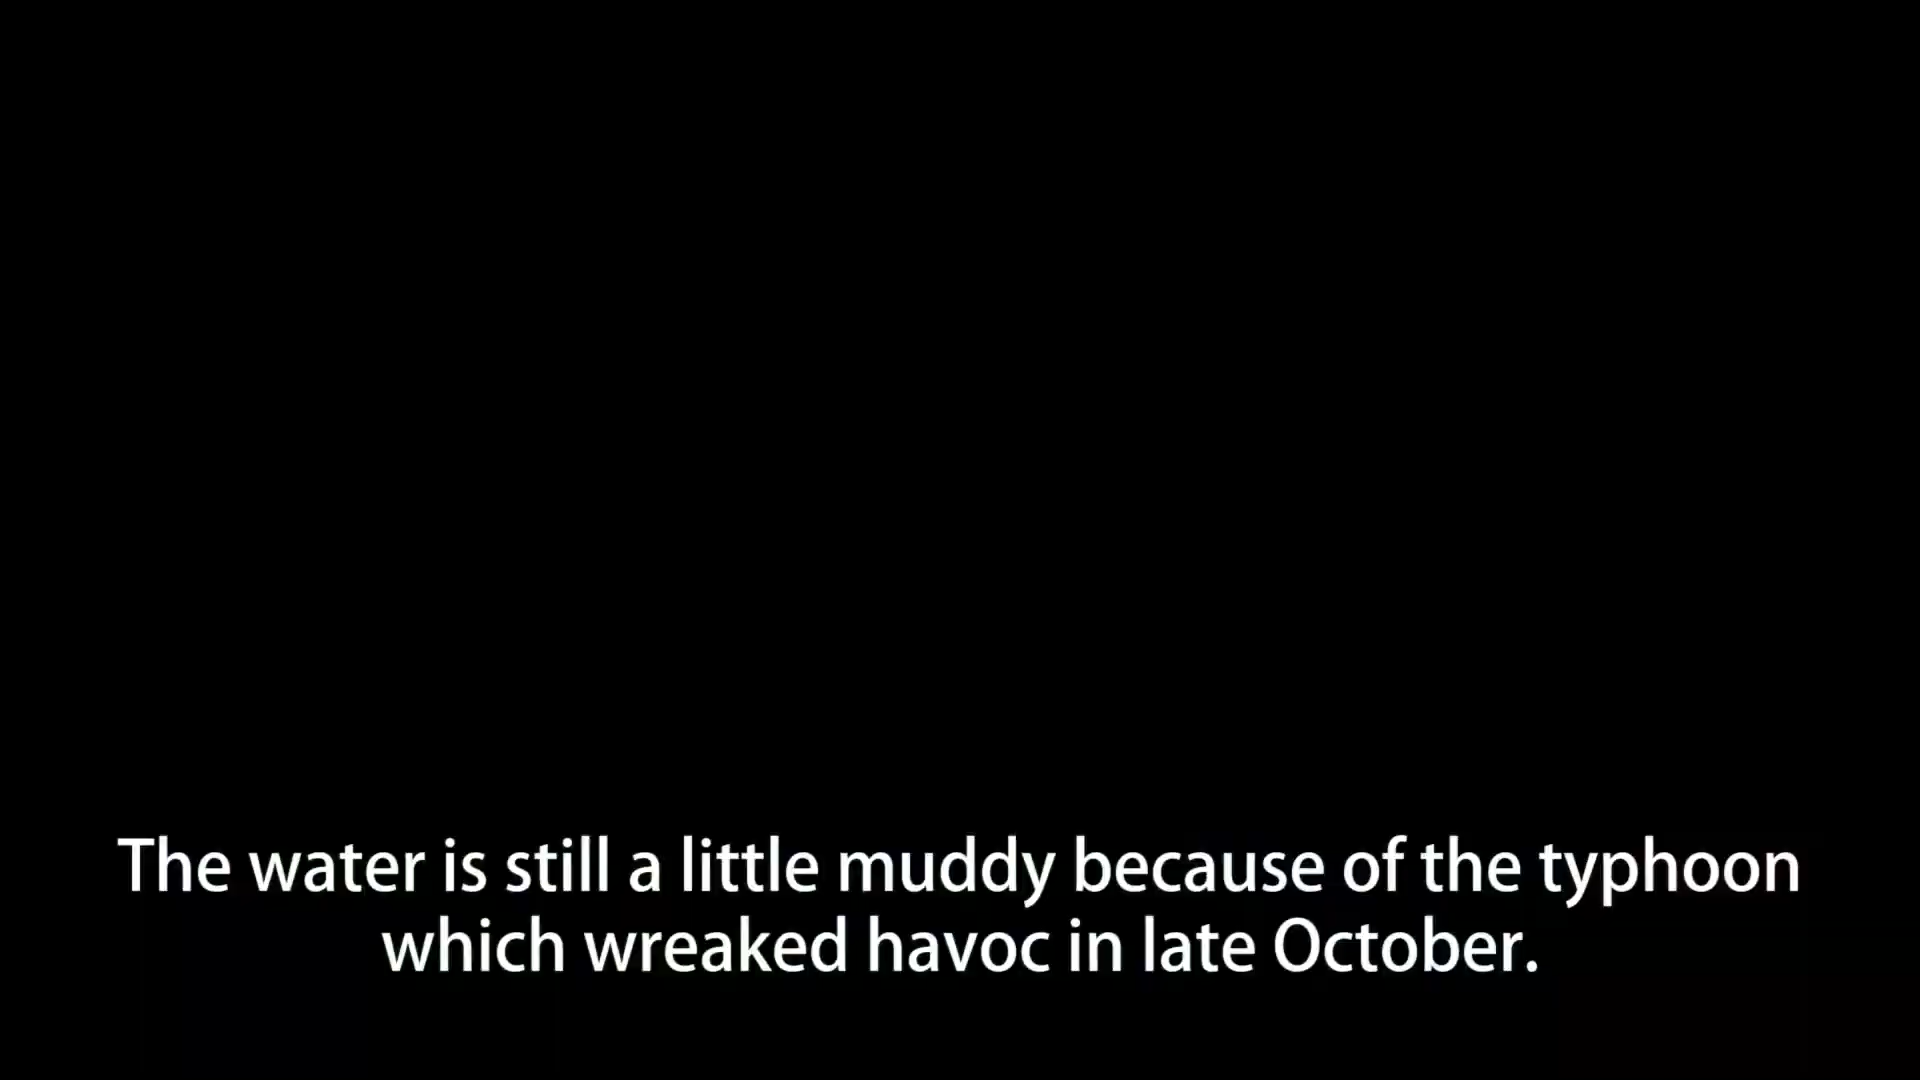 The water is still a little muddy because of the typhoon
which wreaked havoc in late October.